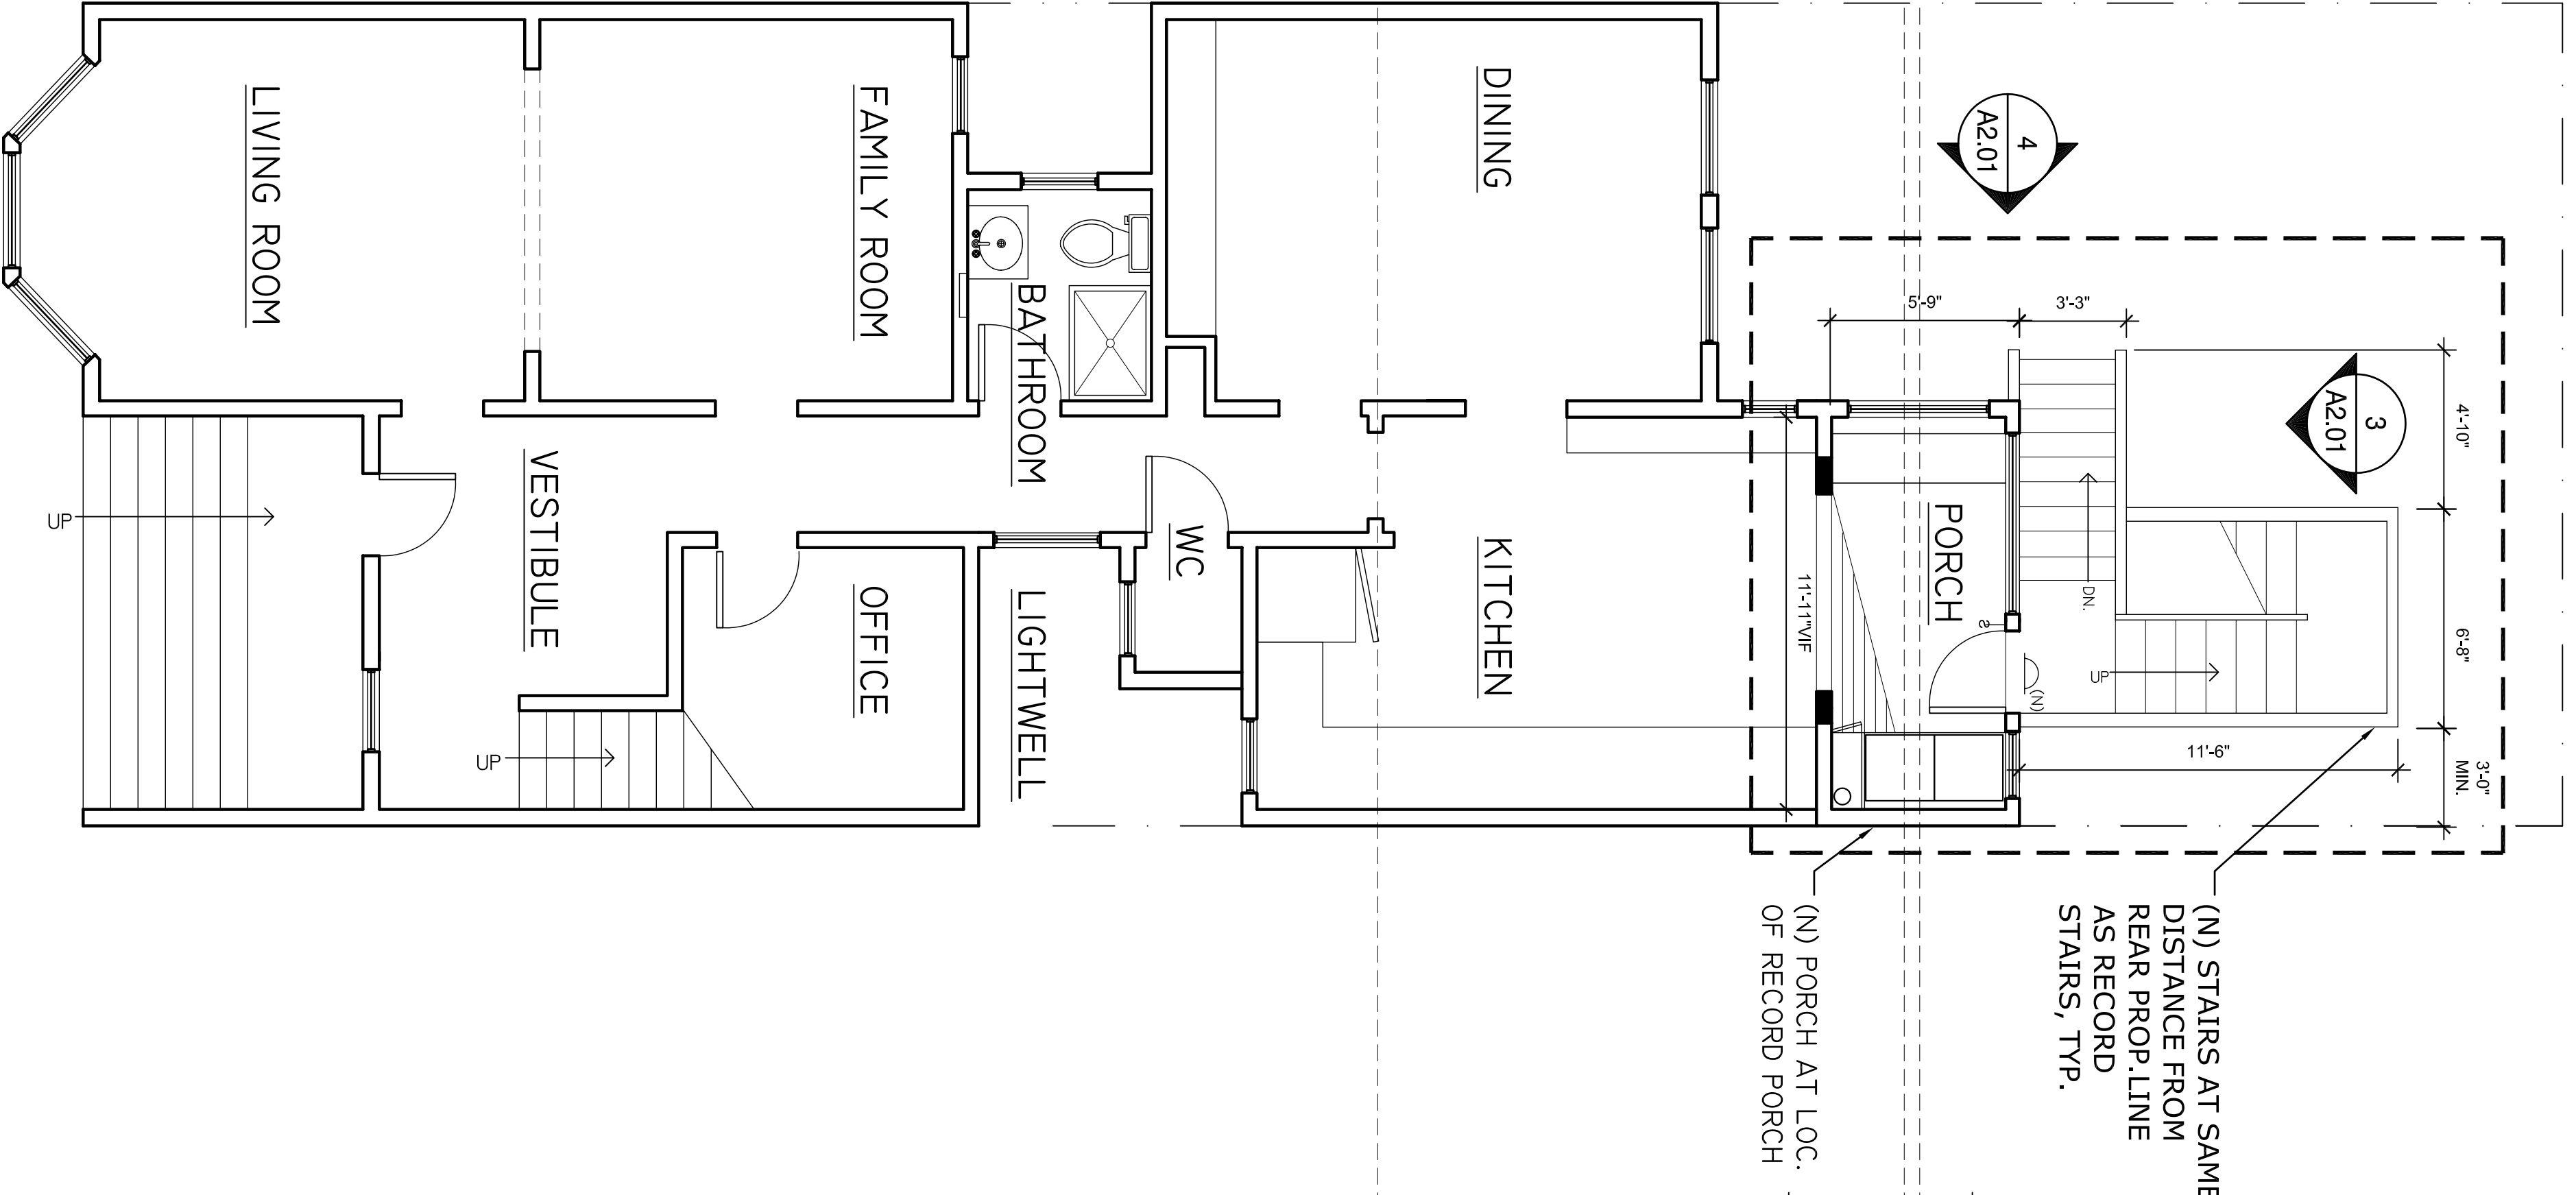 LIVING ROOM
FAMILY ROOM
BATHROOM
DINING
VESTIBULE
OFFICE
LIGHTWELL
WC
KITCHEN
PORCH
UP
UP
UP
DN.
(N)
4
A2.01
3
A2.01
5'-9"
3'-3"
4'-10"
6'-8"
3'-0"
MIN.
11'-6"
11'-11"VIF
(N) STAIRS AT SAME
DISTANCE FROM
REAR PROP.LINE
AS RECORD
STAIRS, TYP.
(N) PORCH AT LOC.
OF RECORD PORCH